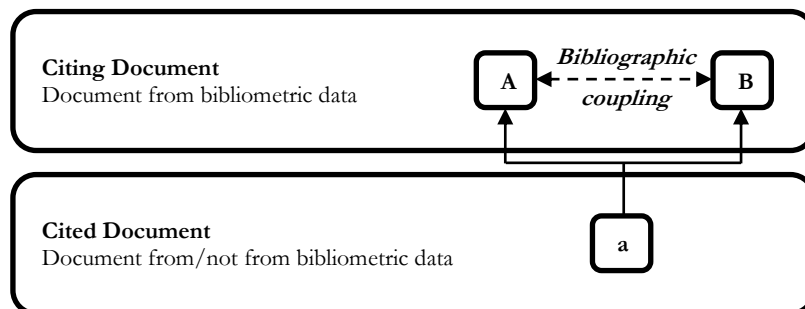 Citing Document
Document from bibliometric data
A
Bibliographic
coupling
B
Cited Document
Document from/not from bibliometric data
a